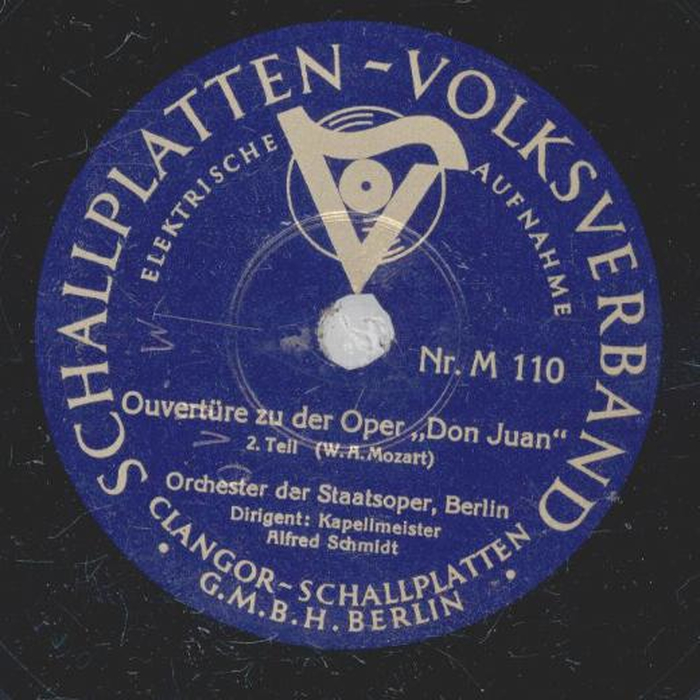 SCHALLPLATTEN-VOLKSVERBAND
ELEKTRISCHE AUFNAHME
Nr. M 110
Ouvertüre zu der Oper „Don Juan“
2. Teil (W. A. Mozart)
Orchester der Staatsoper, Berlin
Dirigent: Kapellmeister
Alfred Schmidt
CLANGOR-SCHALLPLATTEN
G.M.B.H. BERLIN